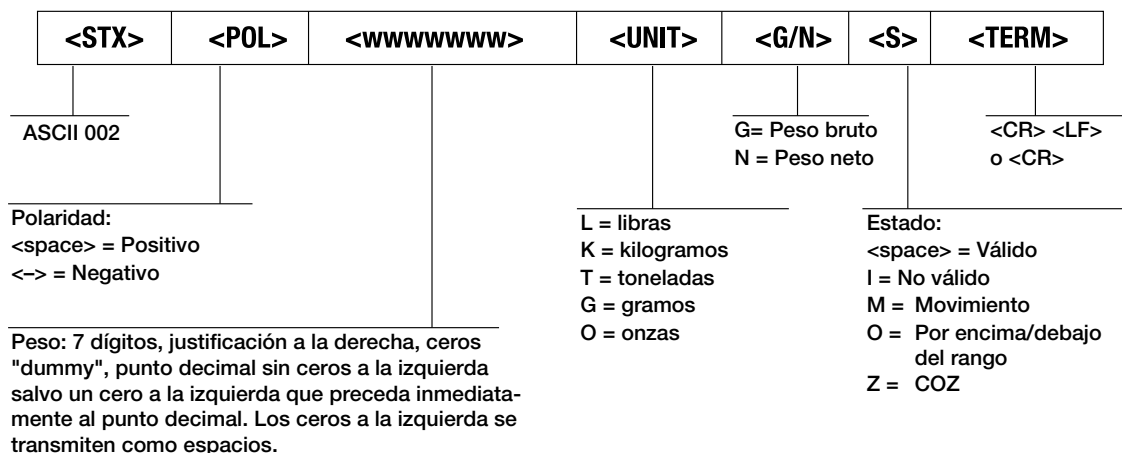 <STX> <POL> <wwwwwww> <UNIT> <G/N> <S> <TERM>
ASCII 002
G= Peso bruto
N = Peso neto
<CR> <LF>
o <CR>
Polaridad:
<space> = Positivo
<–> = Negativo
L = libras
K = kilogramos
T = toneladas
G = gramos
O = onzas
Estado:
<space> = Válido
I = No válido
M = Movimiento
O = Por encima/debajo
del rango
Z = COZ
Peso: 7 dígitos, justificación a la derecha, ceros
"dummy", punto decimal sin ceros a la izquierda
salvo un cero a la izquierda que preceda inmediata-
mente al punto decimal. Los ceros a la izquierda se
transmiten como espacios.